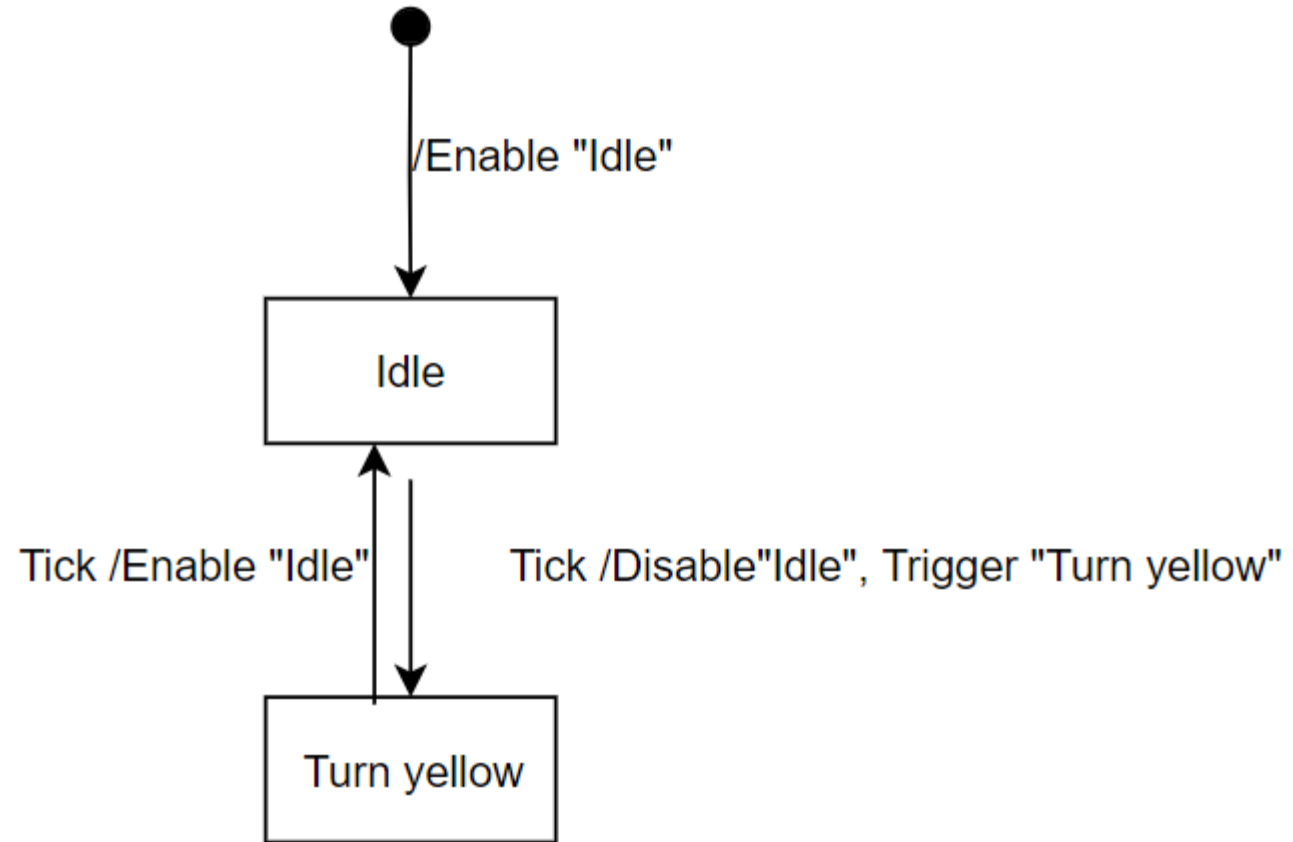 /Enable "Idle"
Idle
Tick /Enable "Idle"
Tick /Disable"Idle", Trigger "Turn yellow"
Turn yellow